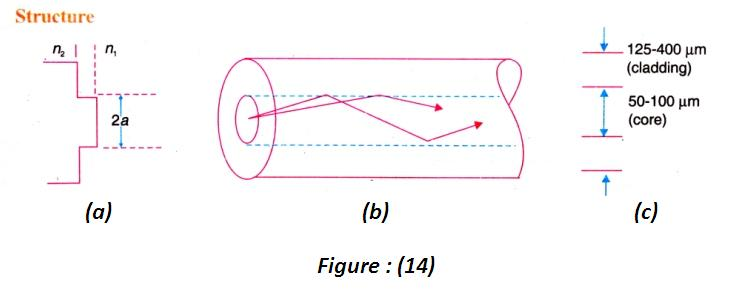 Structure
n₂ n₁
2a
125-400 μm
(cladding)
50-100 μm
(core)
(a) (b) (c)
Figure : (14)